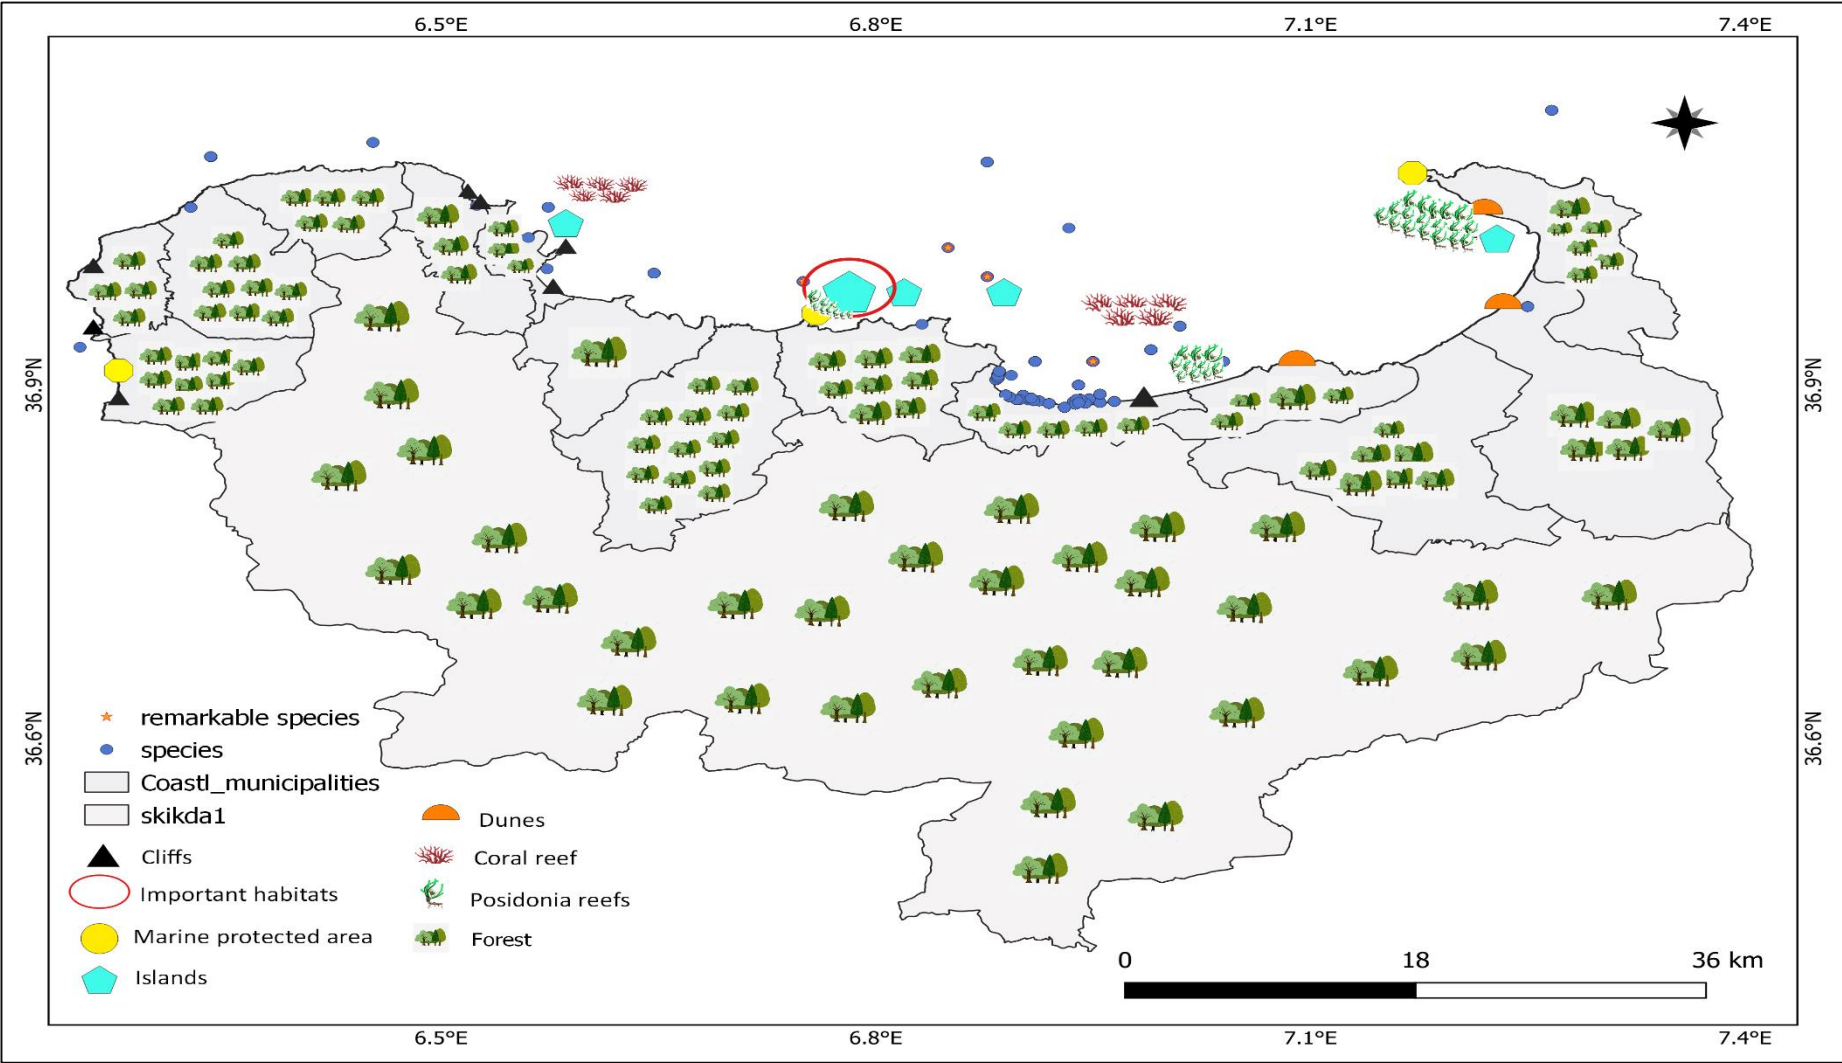 6.5°E 6.8°E 7.1°E 7.4°E
36.9°N 36.9°N
36.6°N 36.6°N
remarkable species
species
Coastl_municipalities
skikda1
Cliffs
Important habitats
Marine protected area
Islands
Dunes
Coral reef
Posidonia reefs
Forest
0 18 36 km
6.5°E 6.8°E 7.1°E 7.4°E